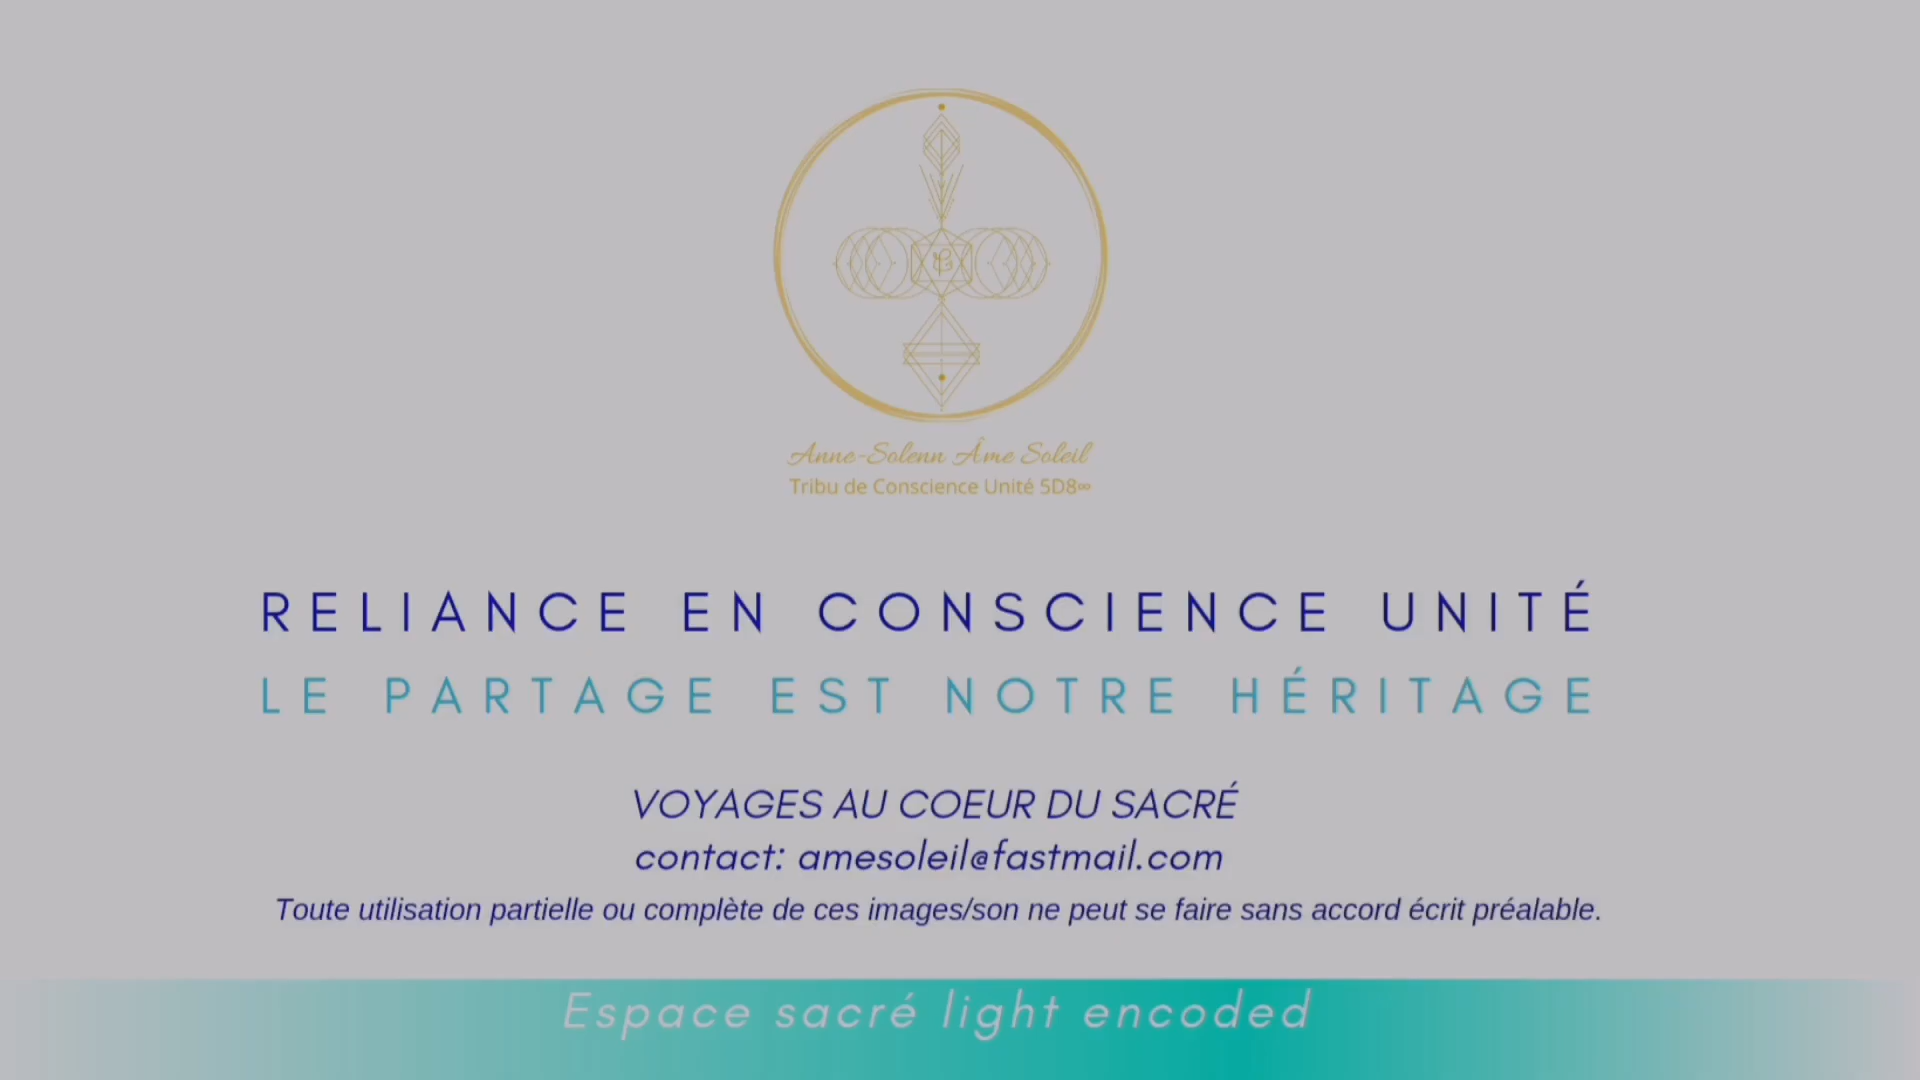 Anne-Solenn Âme Soleil
Tribu de Conscience Unité 5D8∞
RELIANCE EN CONSCIENCE UNITÉ
LE PARTAGE EST NOTRE HÉRITAGE
VOYAGES AU COEUR DU SACRÉ
contact: amesoleil@fastmail.com
Toute utilisation partielle ou complète de ces images/son ne peut se faire sans accord écrit préalable.
Espace sacré light encoded